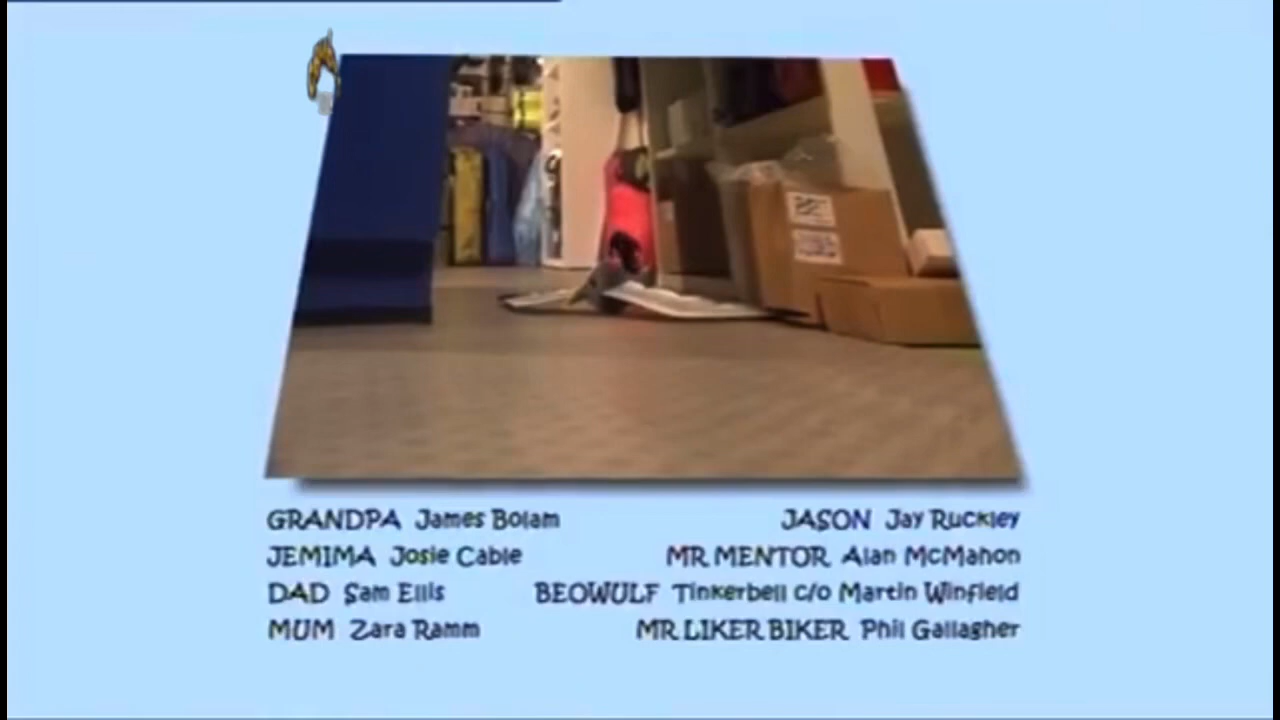 GRANDPA James Bolam
JEMIMA Josie Cable
DAD Sam Ellis
MUM Zara Ramm
JASON Jay Ruckley
MR MENTOR Alan McMahon
BEOWULF Tinkerbell c/o Martin Winfield
MR LIKER BIKER Phil Gallagher